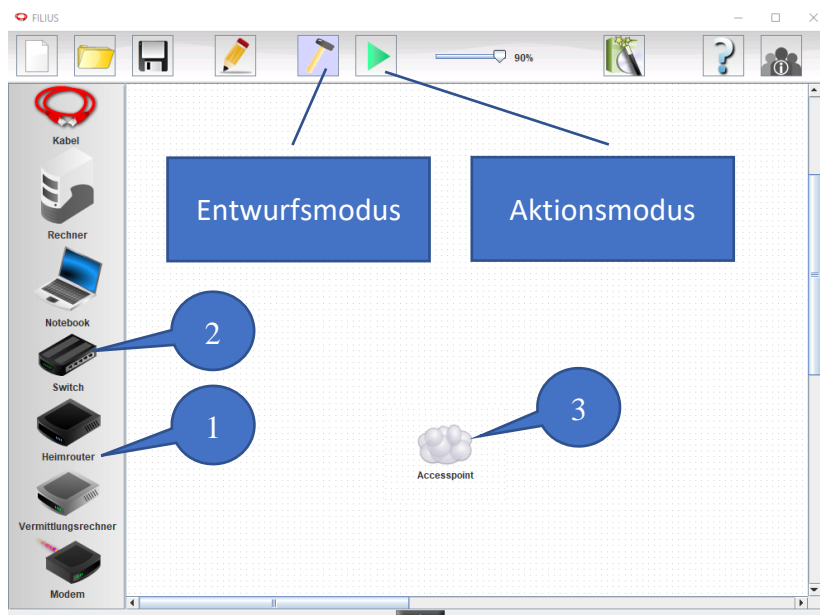 FILIUS
90%
Kabel
Rechner
Notebook
Switch
Heimrouter
Vermittlungsrechner
Modem
Entwurfsmodus
Aktionsmodus
2
1
3
Accesspoint